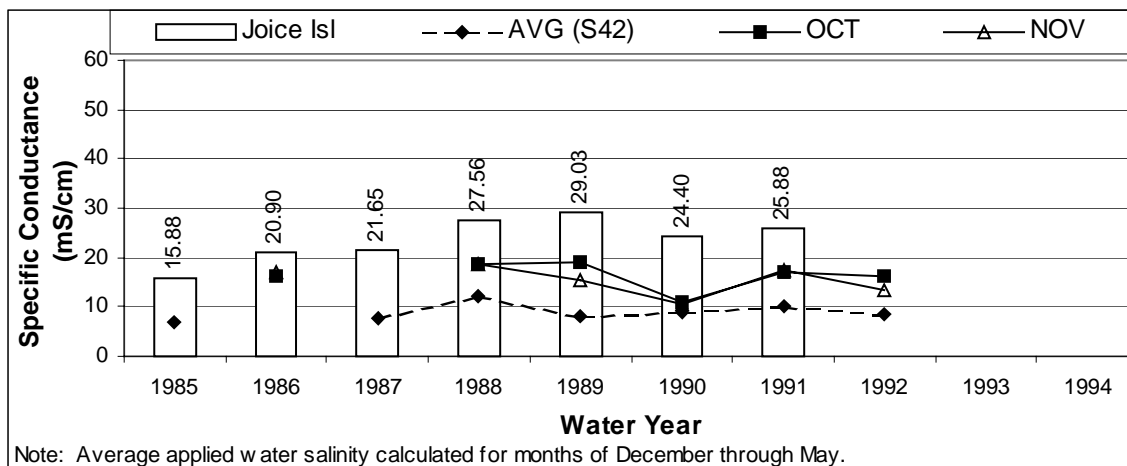 Joice Isl AVG (S42) OCT NOV
60
50
40
30
20
10
0
Specific Conductance
(mS/cm)
15.88 20.90 21.65 27.56 29.03 24.40 25.88
1985 1986 1987 1988 1989 1990 1991 1992 1993 1994
Water Year
Note: Average applied water salinity calculated for months of December through May.